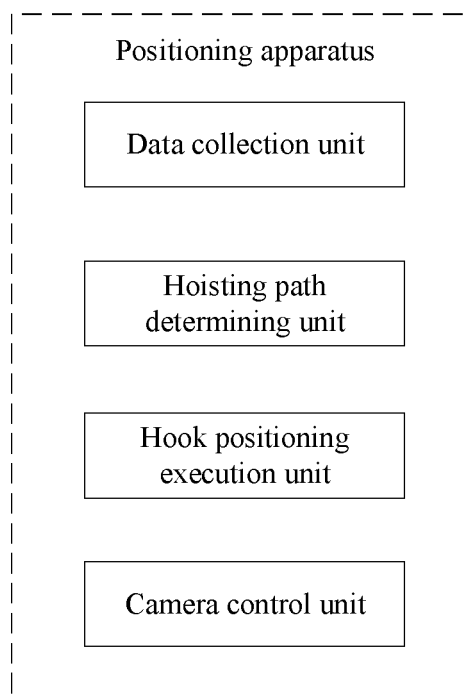 Positioning apparatus
Data collection unit
Hoisting path
determining unit
Hook positioning
execution unit
Camera control unit